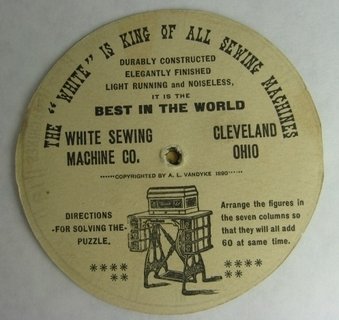 THE "WHITE" IS KING OF ALL SEWING MACHINES
DURABLY CONSTRUCTED
ELEGANTLY FINISHED
LIGHT RUNNING and NOISELESS,
IT IS THE
BEST IN THE WORLD
WHITE SEWING
MACHINE CO.
CLEVELAND
OHIO
COPYRIGHTED BY A. L. VANDYKE 1890
DIRECTIONS
-FOR SOLVING THE-
PUZZLE.
Arrange the figures in
the seven columns so
that they will all add
60 at same time.